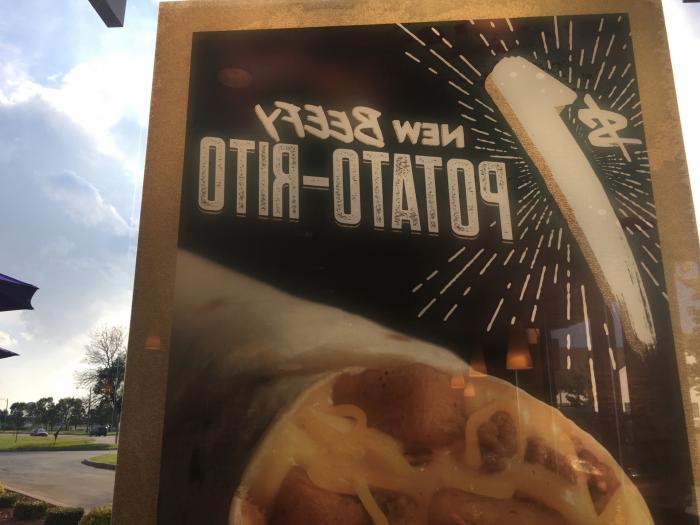 $1
NEW BEEFY
POTATO-RITO